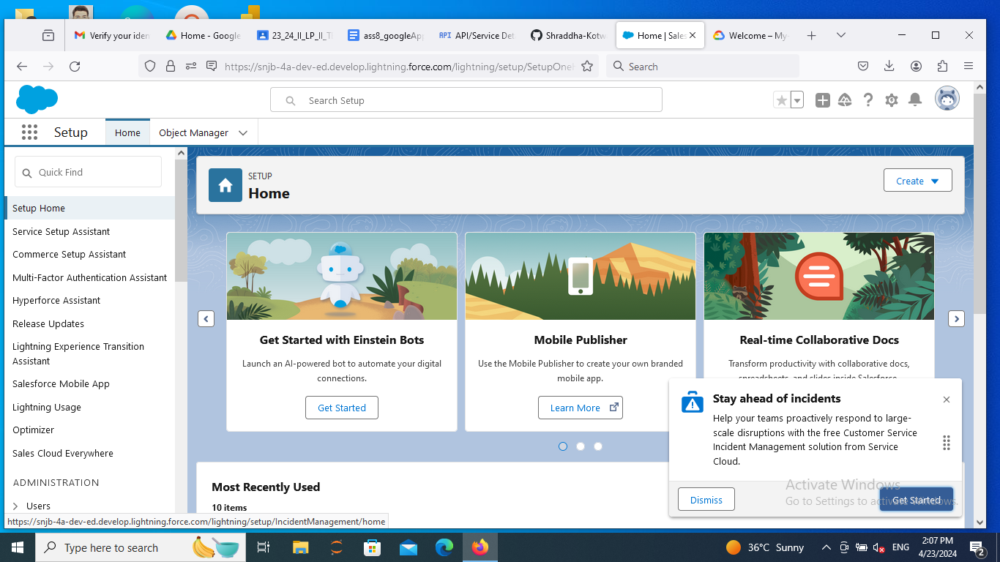 Verify your iden
Home - Google
23_24_II_LP_II_Ti
ass8_googleApp
API API/Service Det
Shraddha-Kotw
Home | Sales
Welcome – My
https://snjb-4a-dev-ed.develop.lightning.force.com/lightning/setup/SetupOneH
Search
Search Setup
Setup
Home
Object Manager
Quick Find
Setup Home
Service Setup Assistant
Commerce Setup Assistant
Multi-Factor Authentication Assistant
Hyperforce Assistant
Release Updates
Lightning Experience Transition
Assistant
Salesforce Mobile App
Lightning Usage
Optimizer
Sales Cloud Everywhere
ADMINISTRATION
Users
SETUP
Home
Create
Get Started with Einstein Bots
Launch an AI-powered bot to automate your digital
connections.
Get Started
Mobile Publisher
Use the Mobile Publisher to create your own branded
mobile app.
Learn More
Real-time Collaborative Docs
Transform productivity with collaborative docs,
spreadsheets, and slides inside Salesforce.
Most Recently Used
10 items
Stay ahead of incidents
Help your teams proactively respond to large-
scale disruptions with the free Customer Service
Incident Management solution from Service
Cloud.
Dismiss
Get Started
Activate Windows
Go to Settings to activate Windows.
https://snjb-4a-dev-ed.develop.lightning.force.com/lightning/setup/IncidentManagement/home
Type here to search
36°C Sunny
ENG
2:07 PM
4/23/2024
2